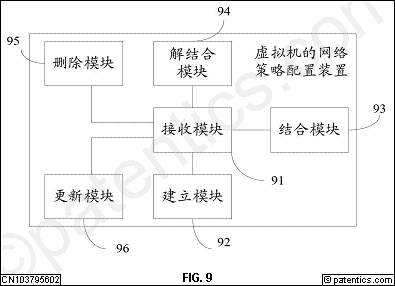 94
95
删除模块
解结合
模块
虚拟机的网络
策略配置装置
接收模块
结合模块
93
91
更新模块
建立模块
96
92
FIG. 9
CN103795602
© patentics.com
©patentics.com